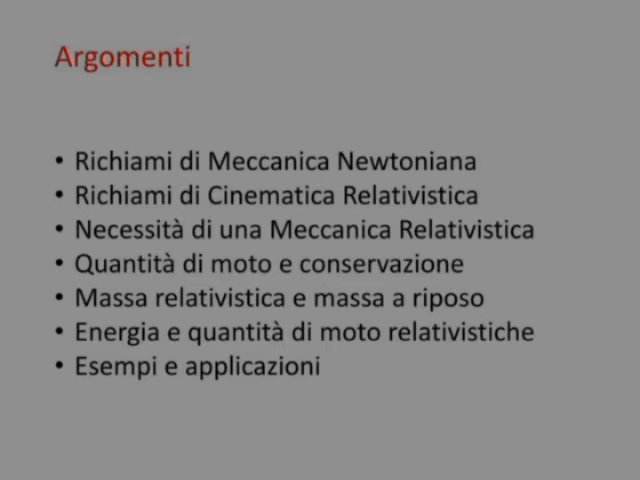 Argomenti
• Richiami di Meccanica Newtoniana
• Richiami di Cinematica Relativistica
• Necessità di una Meccanica Relativistica
• Quantità di moto e conservazione
• Massa relativistica e massa a riposo
• Energia e quantità di moto relativistiche
• Esempi e applicazioni